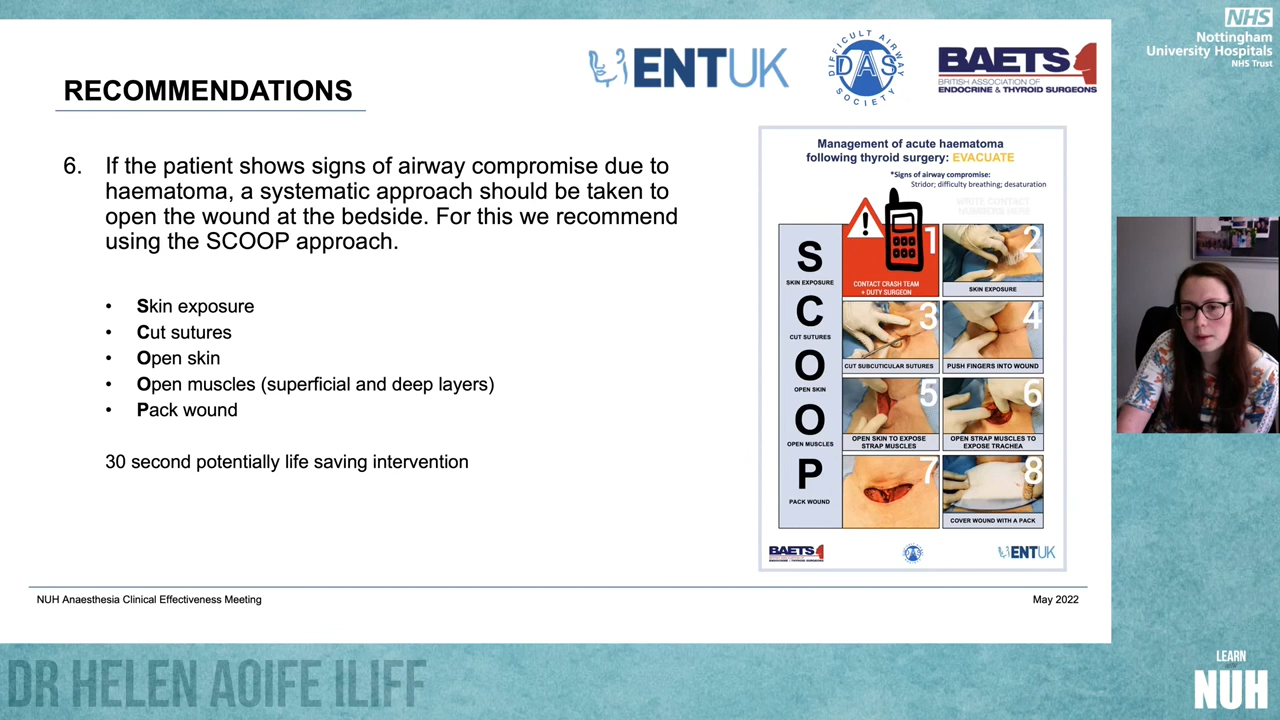 NHS
Nottingham
University Hospitals
NHS Trust
RECOMMENDATIONS
ENTUK
DIFFICULT AIRWAY SOCIETY
DAS
BAETS
BRITISH ASSOCIATION OF
ENDOCRINE & THYROID SURGEONS
6. If the patient shows signs of airway compromise due to
haematoma, a systematic approach should be taken to
open the wound at the bedside. For this we recommend
using the SCOOP approach.
• Skin exposure
• Cut sutures
• Open skin
• Open muscles (superficial and deep layers)
• Pack wound
30 second potentially life saving intervention
Management of acute haematoma
following thyroid surgery: EVACUATE
*Signs of airway compromise:
Stridor; difficulty breathing; desaturation
WRITE CONTACT
NUMBERS HERE
S
SKIN EXPOSURE
C
CUT SUTURES
O
OPEN SKIN
O
OPEN MUSCLES
P
PACK WOUND
!
1
CONTACT CRASH TEAM
+ DUTY SURGEON
2
SKIN EXPOSURE
3
CUT SUBCUTICULAR SUTURES
4
PUSH FINGERS INTO WOUND
5
OPEN SKIN TO EXPOSE
STRAP MUSCLES
6
OPEN STRAP MUSCLES TO
EXPOSE TRACHEA
7
8
COVER WOUND WITH A PACK
BAETS
DAS
ENTUK
NUH Anaesthesia Clinical Effectiveness Meeting
May 2022
DR HELEN AOIFE ILIFF
LEARN
NUH